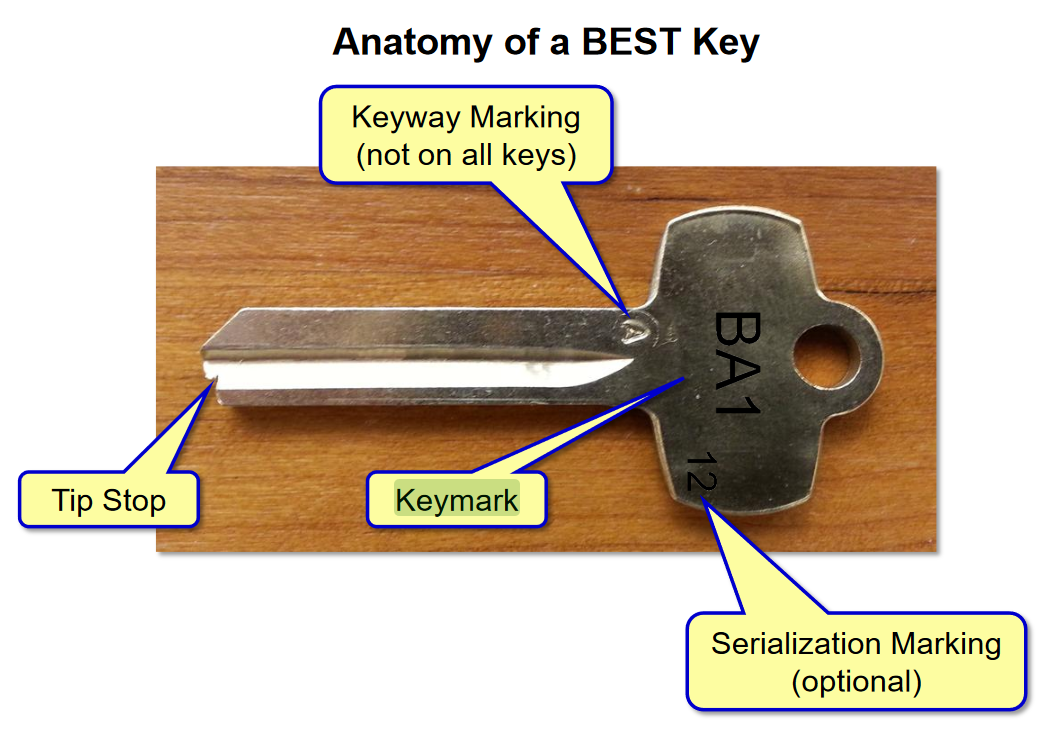 Anatomy of a BEST Key
Keyway Marking
(not on all keys)
A
BA1
12
Tip Stop
Keymark
Serialization Marking
(optional)